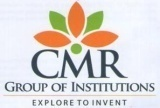 CMR
GROUP OF INSTITUTIONS
EXPLORE TO INVENT